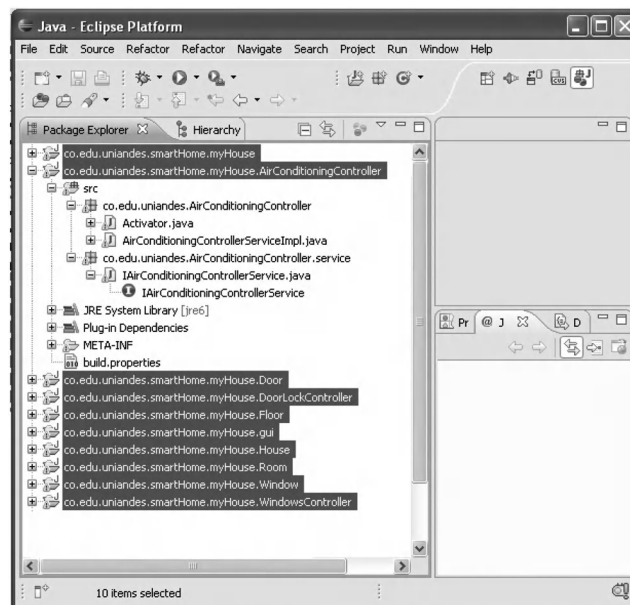 Java - Eclipse Platform
File Edit Source Refactor Refactor Navigate Search Project Run Window Help
Package Explorer Hierarchy
co.edu.uniandes.smartHome.myHouse
co.edu.uniandes.smartHome.myHouse.AirConditioningController
src
co.edu.uniandes.AirConditioningController
Activator.java
AirConditioningControllerServiceImpl.java
co.edu.uniandes.AirConditioningController.service
IAirConditioningControllerService.java
IAirConditioningControllerService
JRE System Library [jre6]
Plug-in Dependencies
META-INF
build.properties
co.edu.uniandes.smartHome.myHouse.Door
co.edu.uniandes.smartHome.myHouse.DoorLockController
co.edu.uniandes.smartHome.myHouse.Floor
co.edu.uniandes.smartHome.myHouse.gui
co.edu.uniandes.smartHome.myHouse.House
co.edu.uniandes.smartHome.myHouse.Room
co.edu.uniandes.smartHome.myHouse.Window
co.edu.uniandes.smartHome.myHouse.WindowsController
Pr @ J D
10 items selected